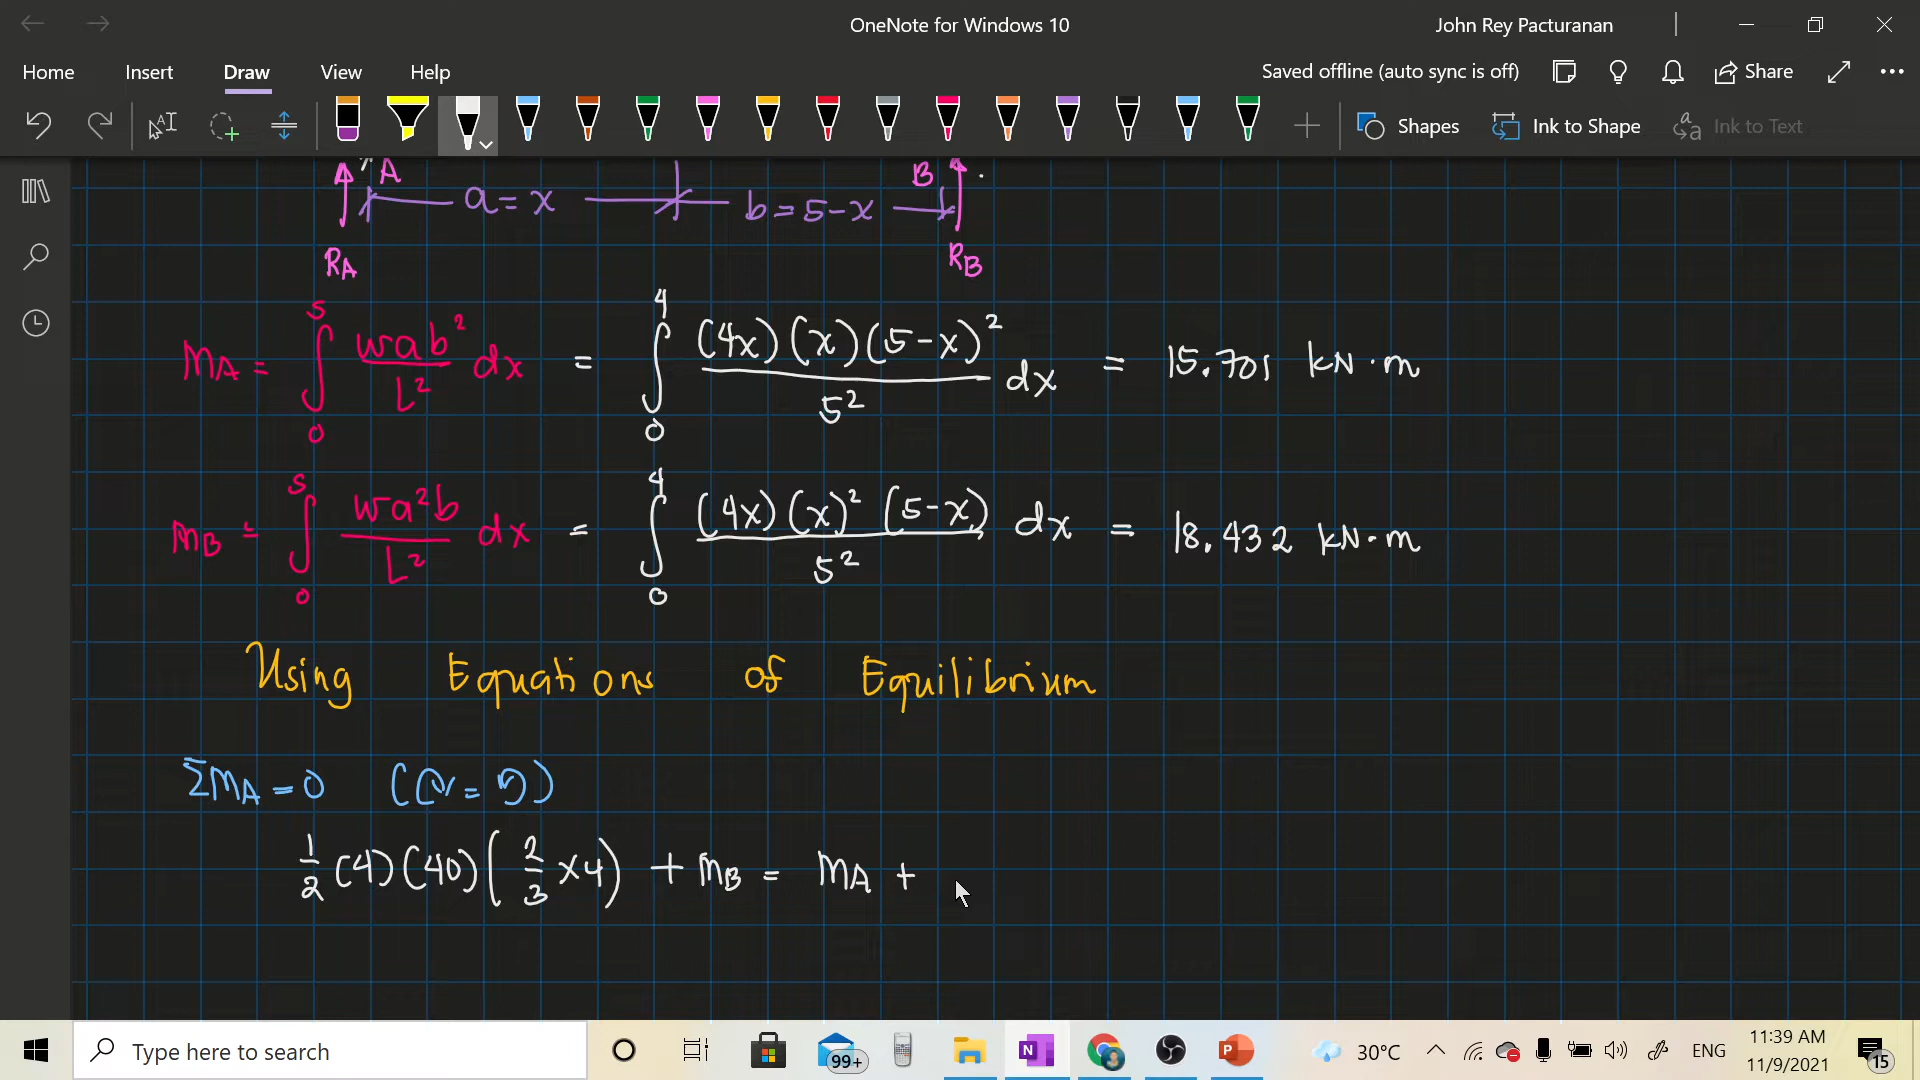 OneNote for Windows 10
John Rey Pacturanan
Home Insert Draw View Help
Saved offline (auto sync is off)
Share
Shapes
Ink to Shape
Ink to Text
A
B
a = x
b = 5-x
RA
RB
MA = ∫₀⁵ wab²/L² dx = ∫₀⁴ (4x)(x)(5-x)²/5² dx = 15.701 kN·m
MB = ∫₀⁵ wa²b/L² dx = ∫₀⁴ (4x)(x)²(5-x)/5² dx = 18.432 kN·m
Using Equations of Equilibrium
ΣMA = 0 (↻ = ↺)
1/2 (4)(40)(2/3 x 4) + MB = MA +
Type here to search
99+
30°C
ENG
11:39 AM
11/9/2021
15